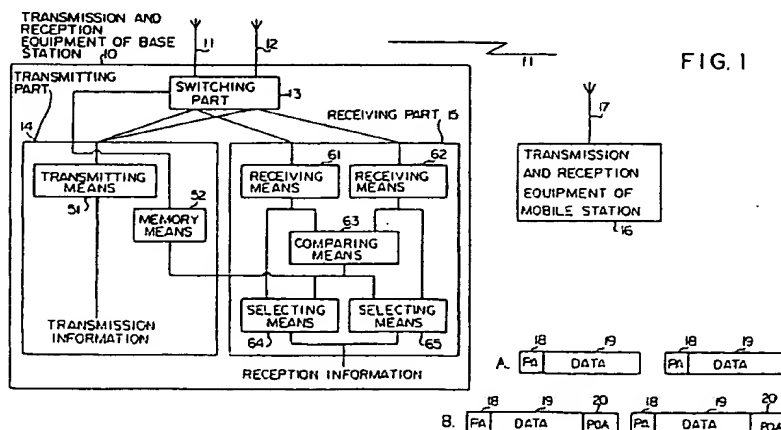 TRANSMISSION AND
RECEPTION
EQUIPMENT OF BASE
STATION 10
11
12
11
FIG. 1
TRANSMITTING
PART
SWITCHING
PART
13
RECEIVING PART 15
14
17
TRANSMITTING
MEANS
51
52
MEMORY
MEANS
61
RECEIVING
MEANS
62
RECEIVING
MEANS
63
COMPARING
MEANS
TRANSMISSION
AND RECEPTION
EQUIPMENT OF
MOBILE STATION
16
SELECTING
MEANS
64
SELECTING
MEANS
65
TRANSMISSION
INFORMATION
RECEPTION INFORMATION
18 19 18 19
A. PA DATA PA DATA
18 19 20 18 19 20
B. PA DATA POA PA DATA POA